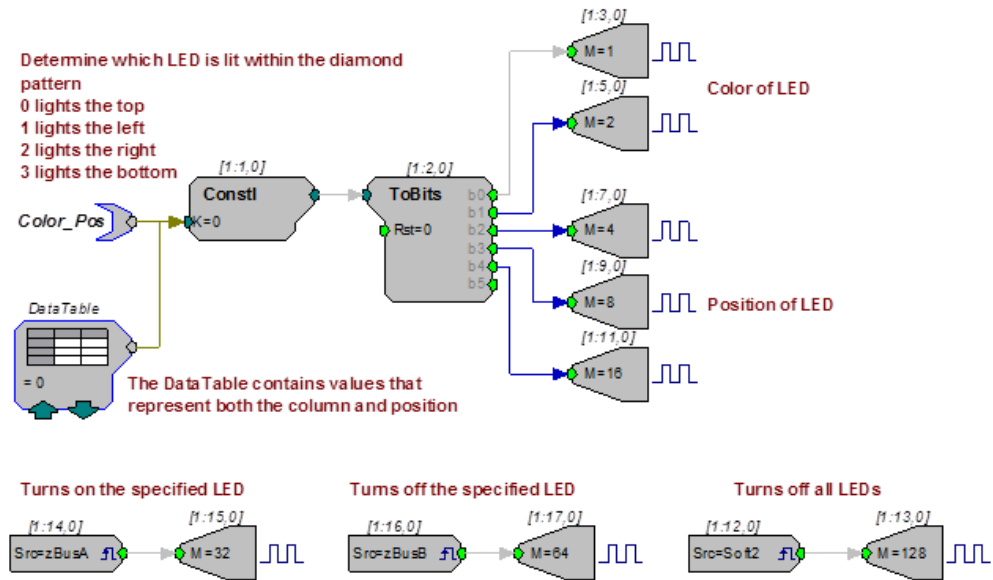 [1:3,0]
M=1
Determine which LED is lit within the diamond
pattern
0 lights the top
1 lights the left
2 lights the right
3 lights the bottom
Color of LED
[1:5,0]
M=2
[1:1,0]
ConstI
K=0
[1:2,0]
ToBits
Rst=0
b0
b1
b2
b3
b4
b5
[1:7,0]
M=4
Color_Pos
[1:9,0]
M=8
Position of LED
DataTable
= 0
[1:11,0]
M=16
The DataTable contains values that
represent both the column and position
Turns on the specified LED
[1:14,0]
Src=zBusA
[1:15,0]
M=32
Turns off the specified LED
[1:16,0]
Src=zBusB
[1:17,0]
M=64
Turns off all LEDs
[1:12,0]
Src=Soft2
[1:13,0]
M=128